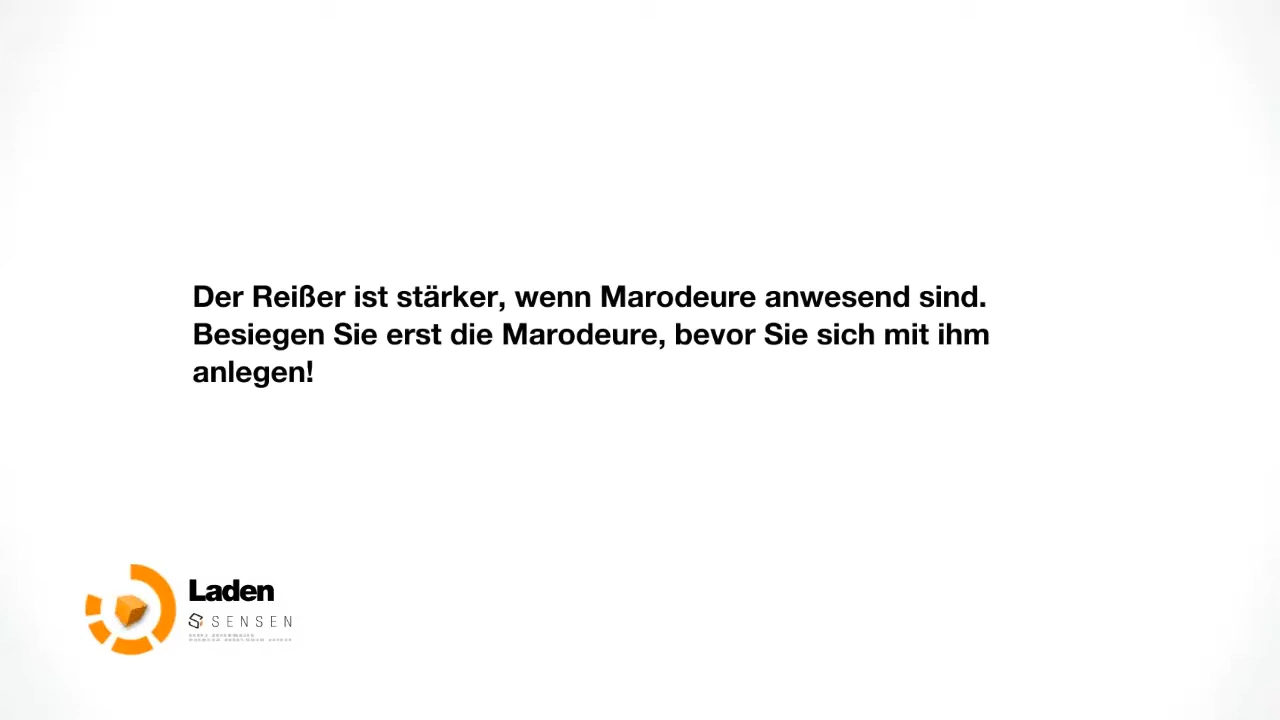 Der Reißer ist stärker, wenn Marodeure anwesend sind.
Besiegen Sie erst die Marodeure, bevor Sie sich mit ihm
anlegen!
Laden
SENSEN